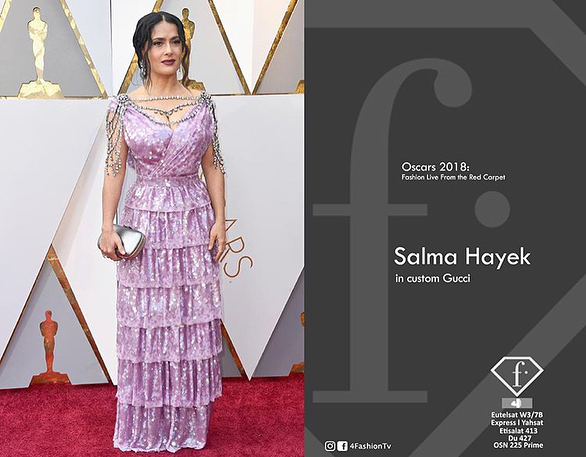 ARS
Oscars 2018:
Fashion Live From the Red Carpet
Salma Hayek
in custom Gucci
f.
Eutelsat W3/7B
Express I Yahsat
Etisalat 413
Du 427
OSN 225 Prime
4FashionTv